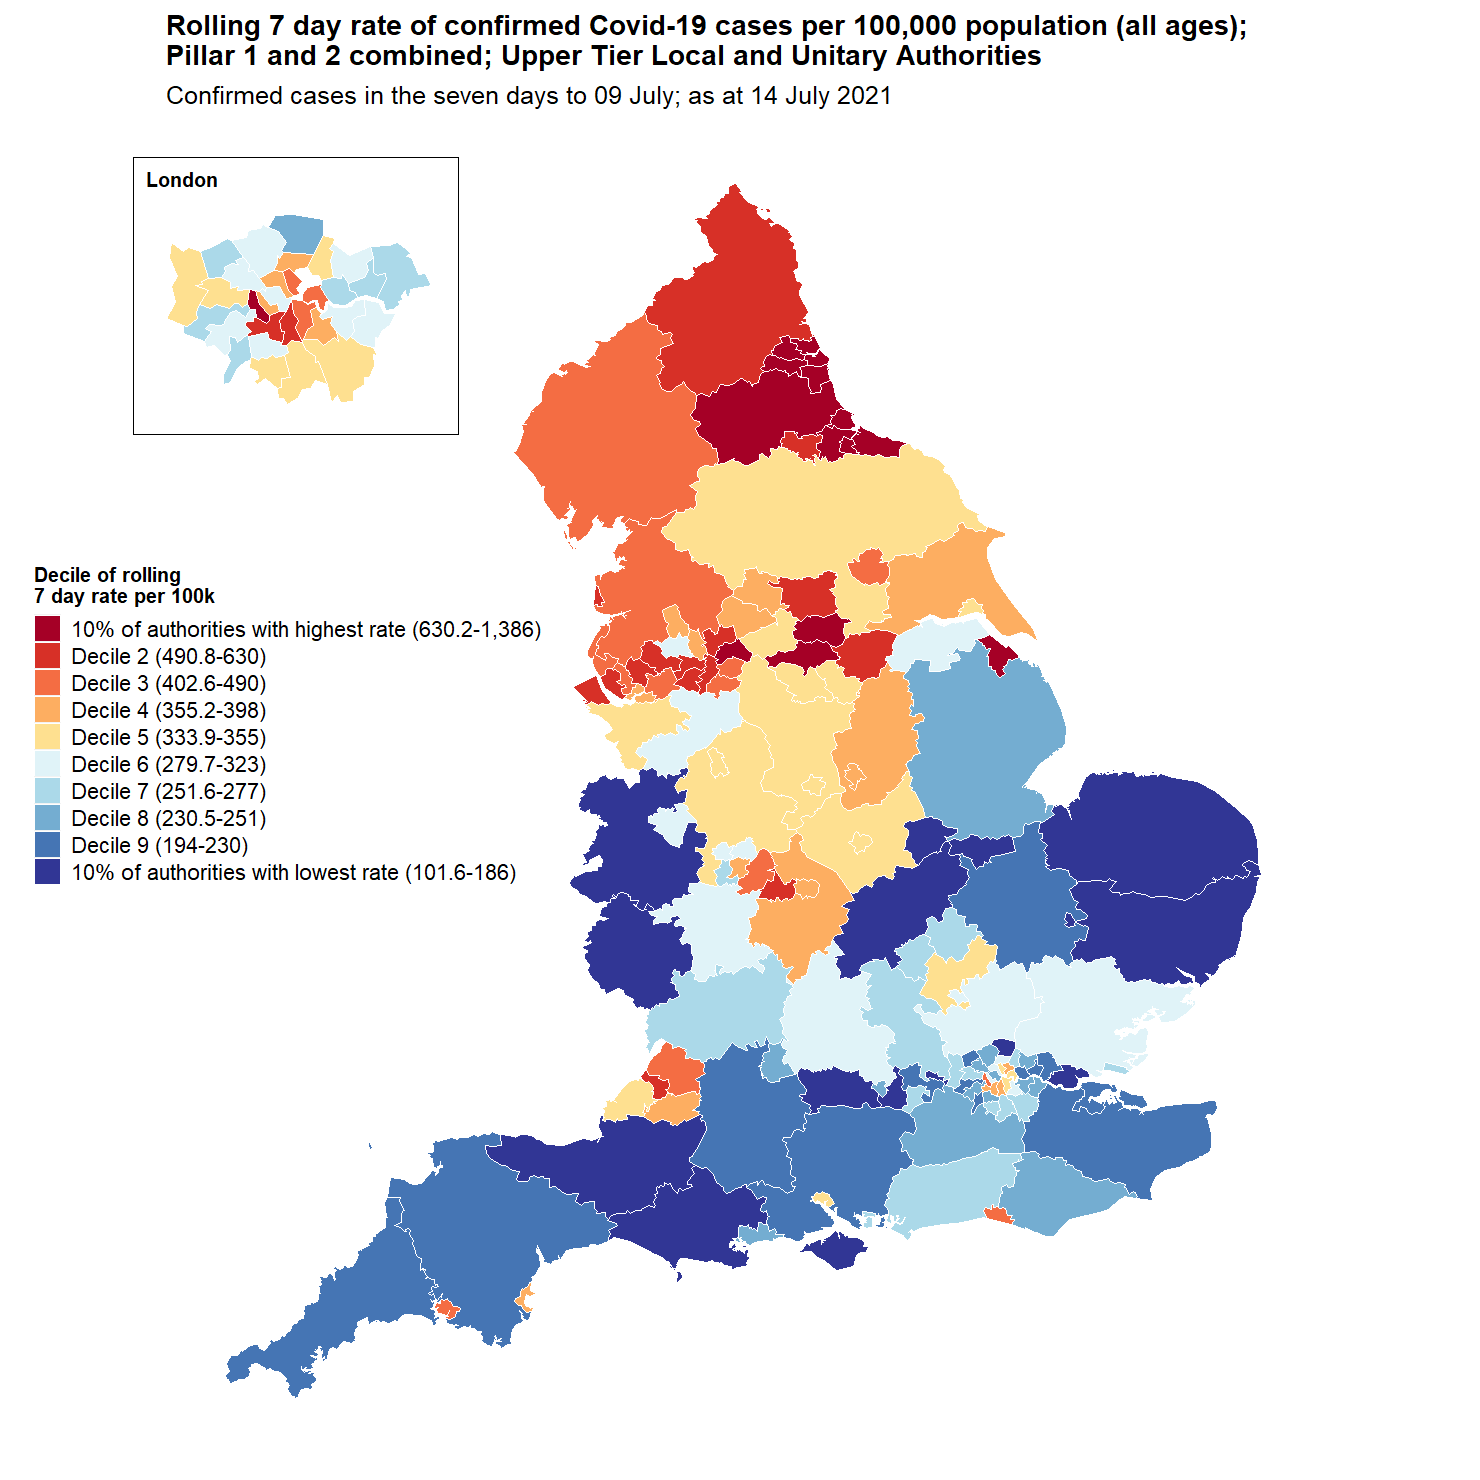 Rolling 7 day rate of confirmed Covid-19 cases per 100,000 population (all ages);
Pillar 1 and 2 combined; Upper Tier Local and Unitary Authorities
Confirmed cases in the seven days to 09 July; as at 14 July 2021
London
Decile of rolling
7 day rate per 100k
10% of authorities with highest rate (630.2-1,386)
Decile 2 (490.8-630)
Decile 3 (402.6-490)
Decile 4 (355.2-398)
Decile 5 (333.9-355)
Decile 6 (279.7-323)
Decile 7 (251.6-277)
Decile 8 (230.5-251)
Decile 9 (194-230)
10% of authorities with lowest rate (101.6-186)